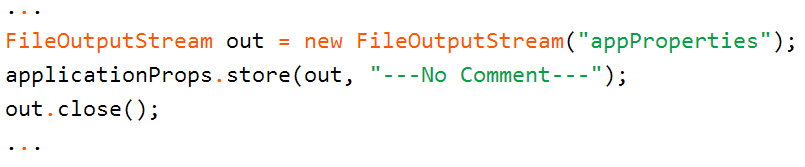 ...
FileOutputStream out = new FileOutputStream("appProperties");
applicationProps.store(out, "---No Comment---");
out.close();
...